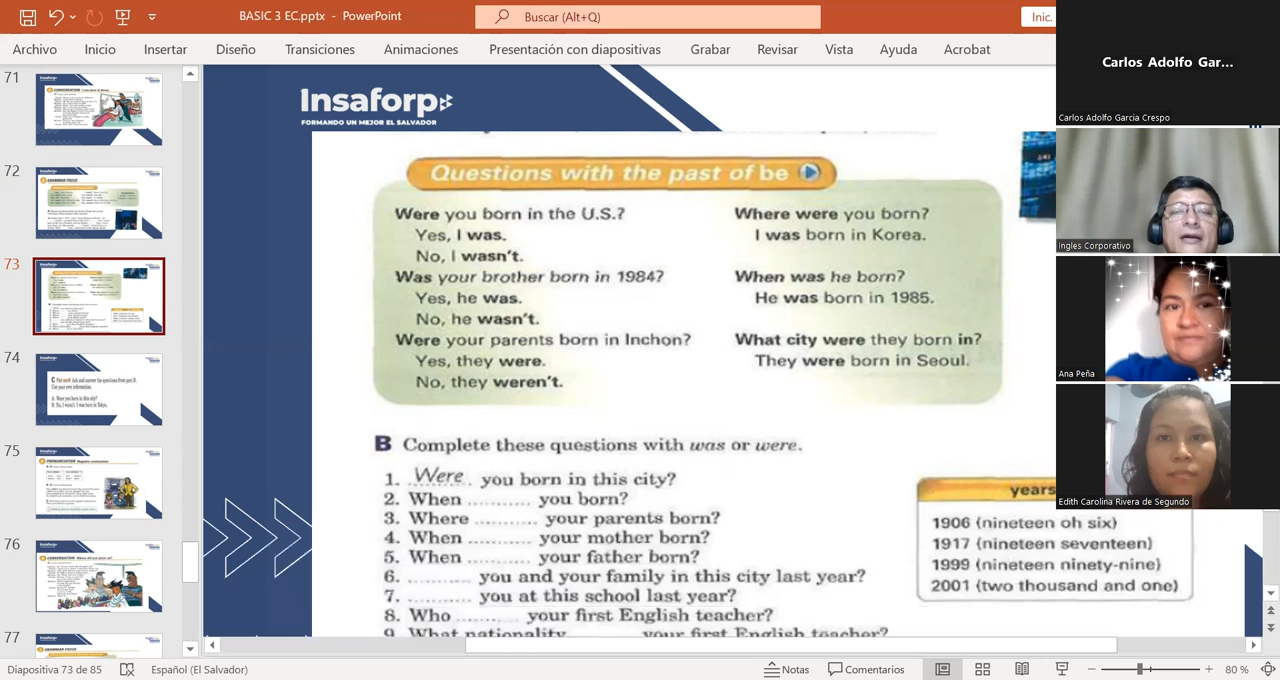 BASIC 3 EC.pptx - PowerPoint
Buscar (Alt+Q)
Inic.
Archivo Inicio Insertar Diseño Transiciones Animaciones Presentación con diapositivas Grabar Revisar Vista Ayuda Acrobat
71
72
73
74
75
76
77
Insaforp
FORMANDO UN MEJOR EL SALVADOR
Questions with the past of be
Were you born in the U.S.?
Yes, I was.
No, I wasn't.
Was your brother born in 1984?
Yes, he was.
No, he wasn't.
Were your parents born in Inchon?
Yes, they were.
No, they weren't.
Where were you born?
I was born in Korea.
When was he born?
He was born in 1985.
What city were they born in?
They were born in Seoul.
B Complete these questions with was or were.
1. Were you born in this city?
2. When .......... you born?
3. Where .......... your parents born?
4. When .......... your mother born?
5. When .......... your father born?
6. .......... you and your family in this city last year?
7. .......... you at this school last year?
8. Who .......... your first English teacher?
9. What nationality .......... your first English teacher?
years
1906 (nineteen oh six)
1917 (nineteen seventeen)
1999 (nineteen ninety-nine)
2001 (two thousand and one)
Carlos Adolfo Gar...
Carlos Adolfo Garcia Crespo
Ingles Corporativo
Ana Peña
Edith Carolina Rivera de Segundo
Diapositiva 73 de 85 Español (El Salvador) Notas Comentarios 80 %